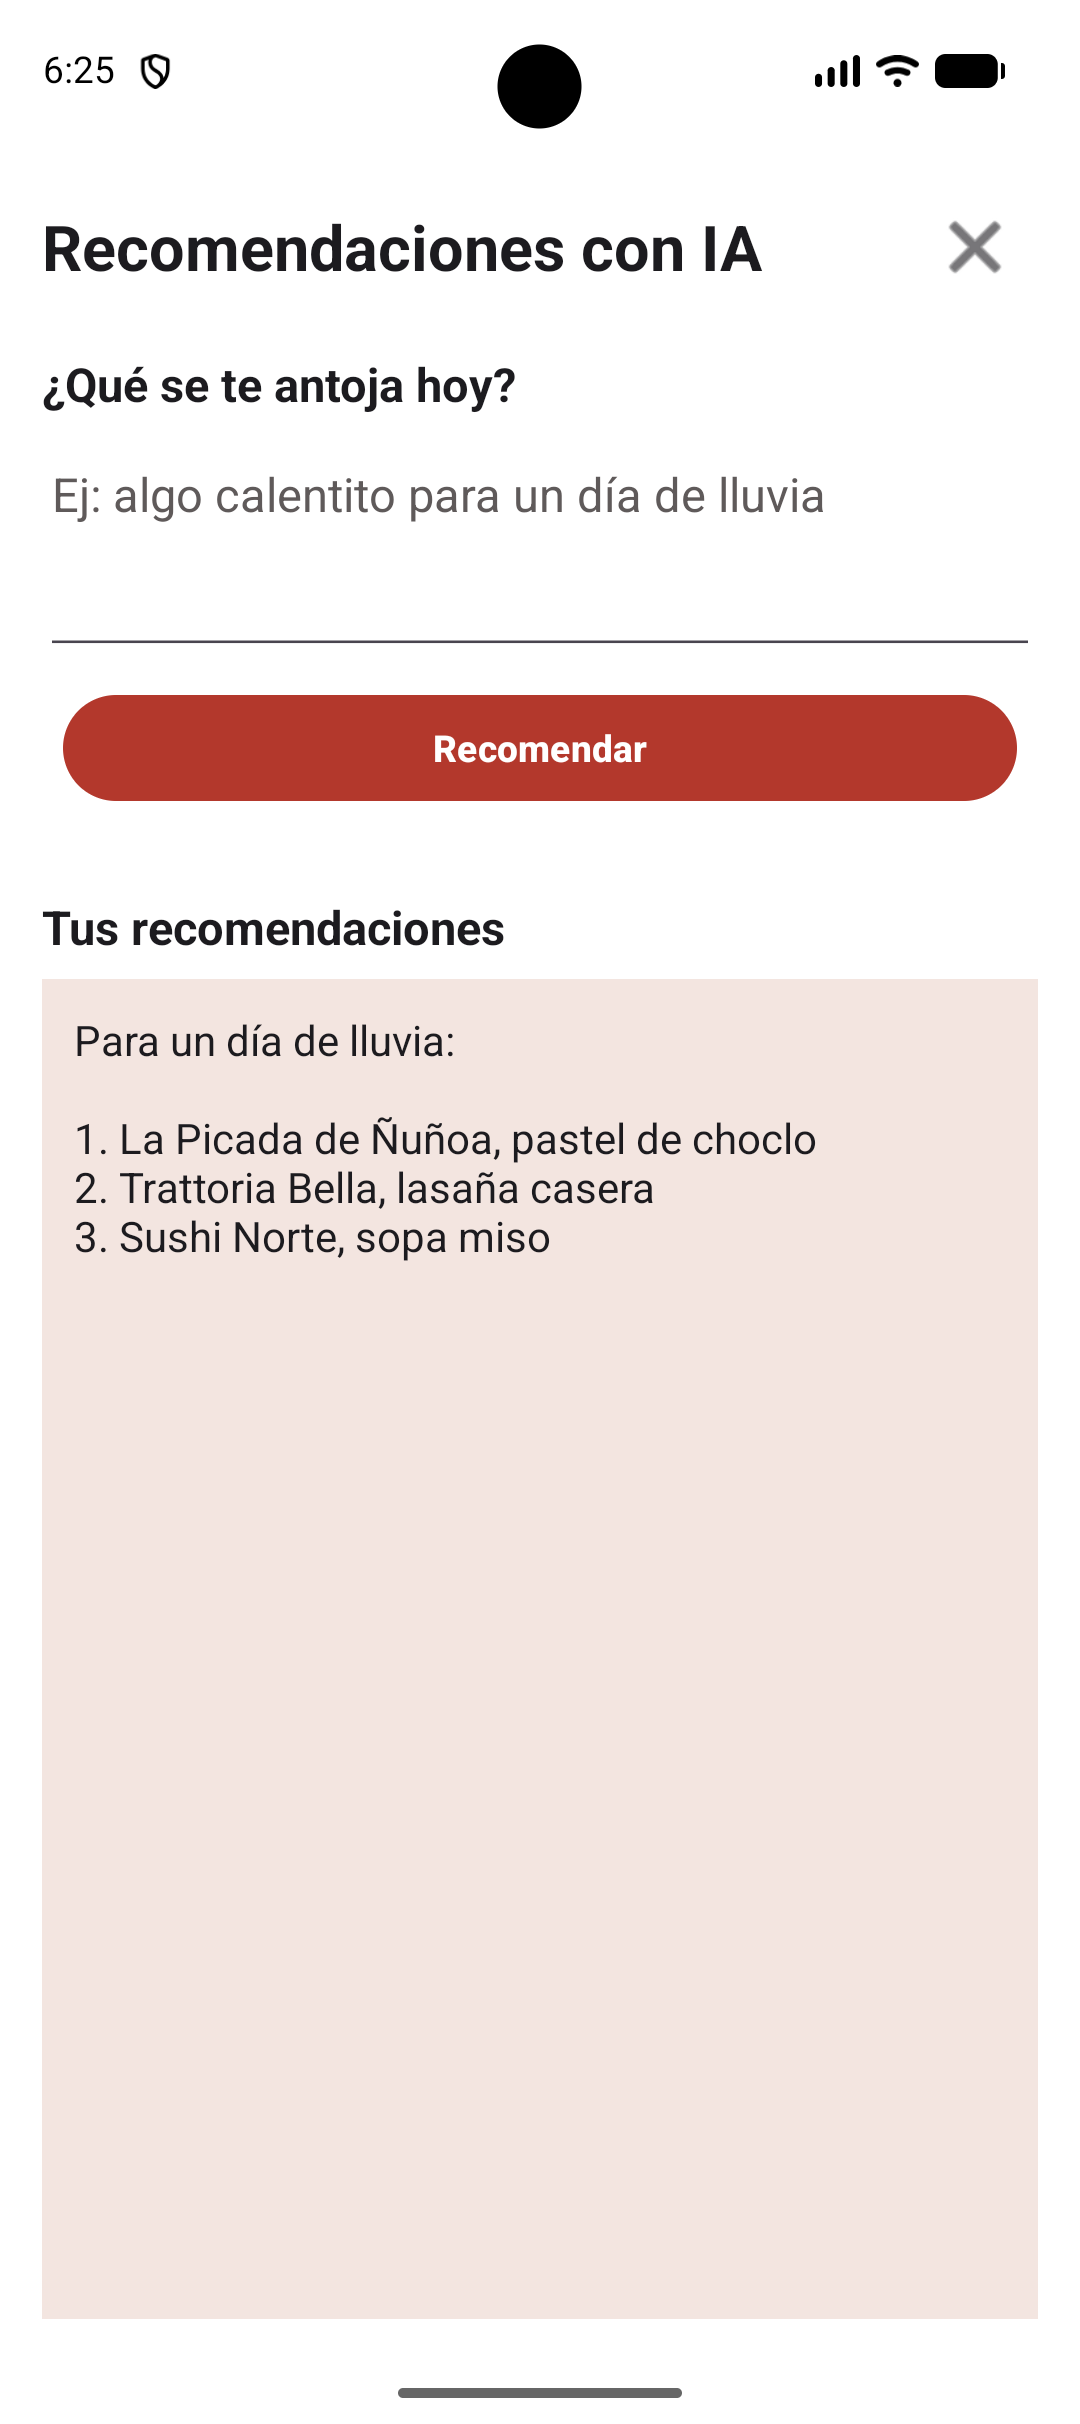 6:25
Recomendaciones con IA
¿Qué se te antoja hoy?
Ej: algo calentito para un día de lluvia
Recomendar
Tus recomendaciones
Para un día de lluvia:
1. La Picada de Ñuñoa, pastel de choclo
2. Trattoria Bella, lasaña casera
3. Sushi Norte, sopa miso